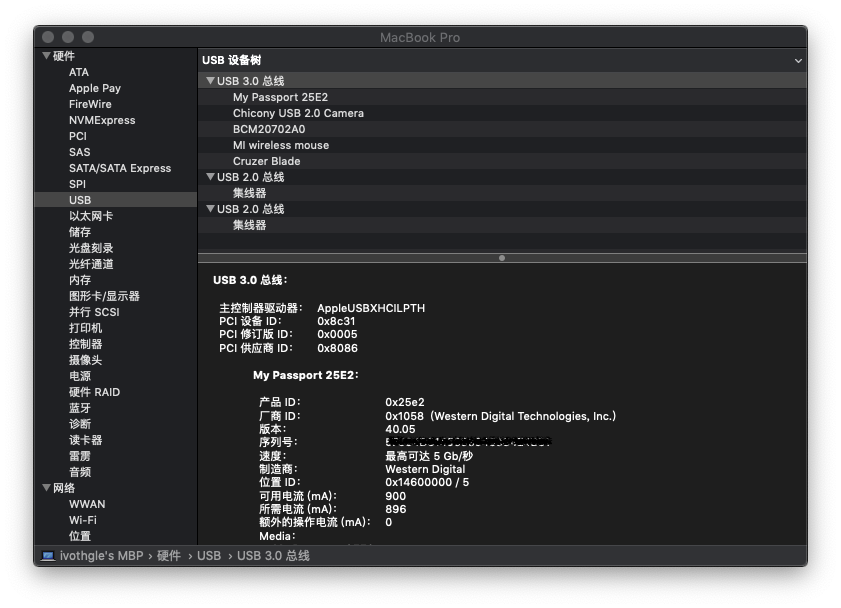 MacBook Pro
硬件
ATA
Apple Pay
FireWire
NVMExpress
PCI
SAS
SATA/SATA Express
SPI
USB
以太网卡
储存
光盘刻录
光纤通道
内存
图形卡/显示器
并行 SCSI
打印机
控制器
摄像头
电源
硬件 RAID
蓝牙
诊断
读卡器
雷雳
音频
网络
WWAN
Wi-Fi
位置
USB 设备树
USB 3.0 总线
My Passport 25E2
Chicony USB 2.0 Camera
BCM20702A0
MI wireless mouse
Cruzer Blade
USB 2.0 总线
集线器
USB 2.0 总线
集线器
USB 3.0 总线：
主控制器驱动器： AppleUSBXHCILPTH
PCI 设备 ID： 0x8c31
PCI 修订版 ID： 0x0005
PCI 供应商 ID： 0x8086
My Passport 25E2：
产品 ID： 0x25e2
厂商 ID： 0x1058 (Western Digital Technologies, Inc.)
版本： 40.05
序列号：
速度： 最高可达 5 Gb/秒
制造商： Western Digital
位置 ID： 0x14600000 / 5
可用电流 (mA)： 900
所需电流 (mA)： 896
额外的操作电流 (mA)： 0
Media：
ivothgle's MBP › 硬件 › USB › USB 3.0 总线